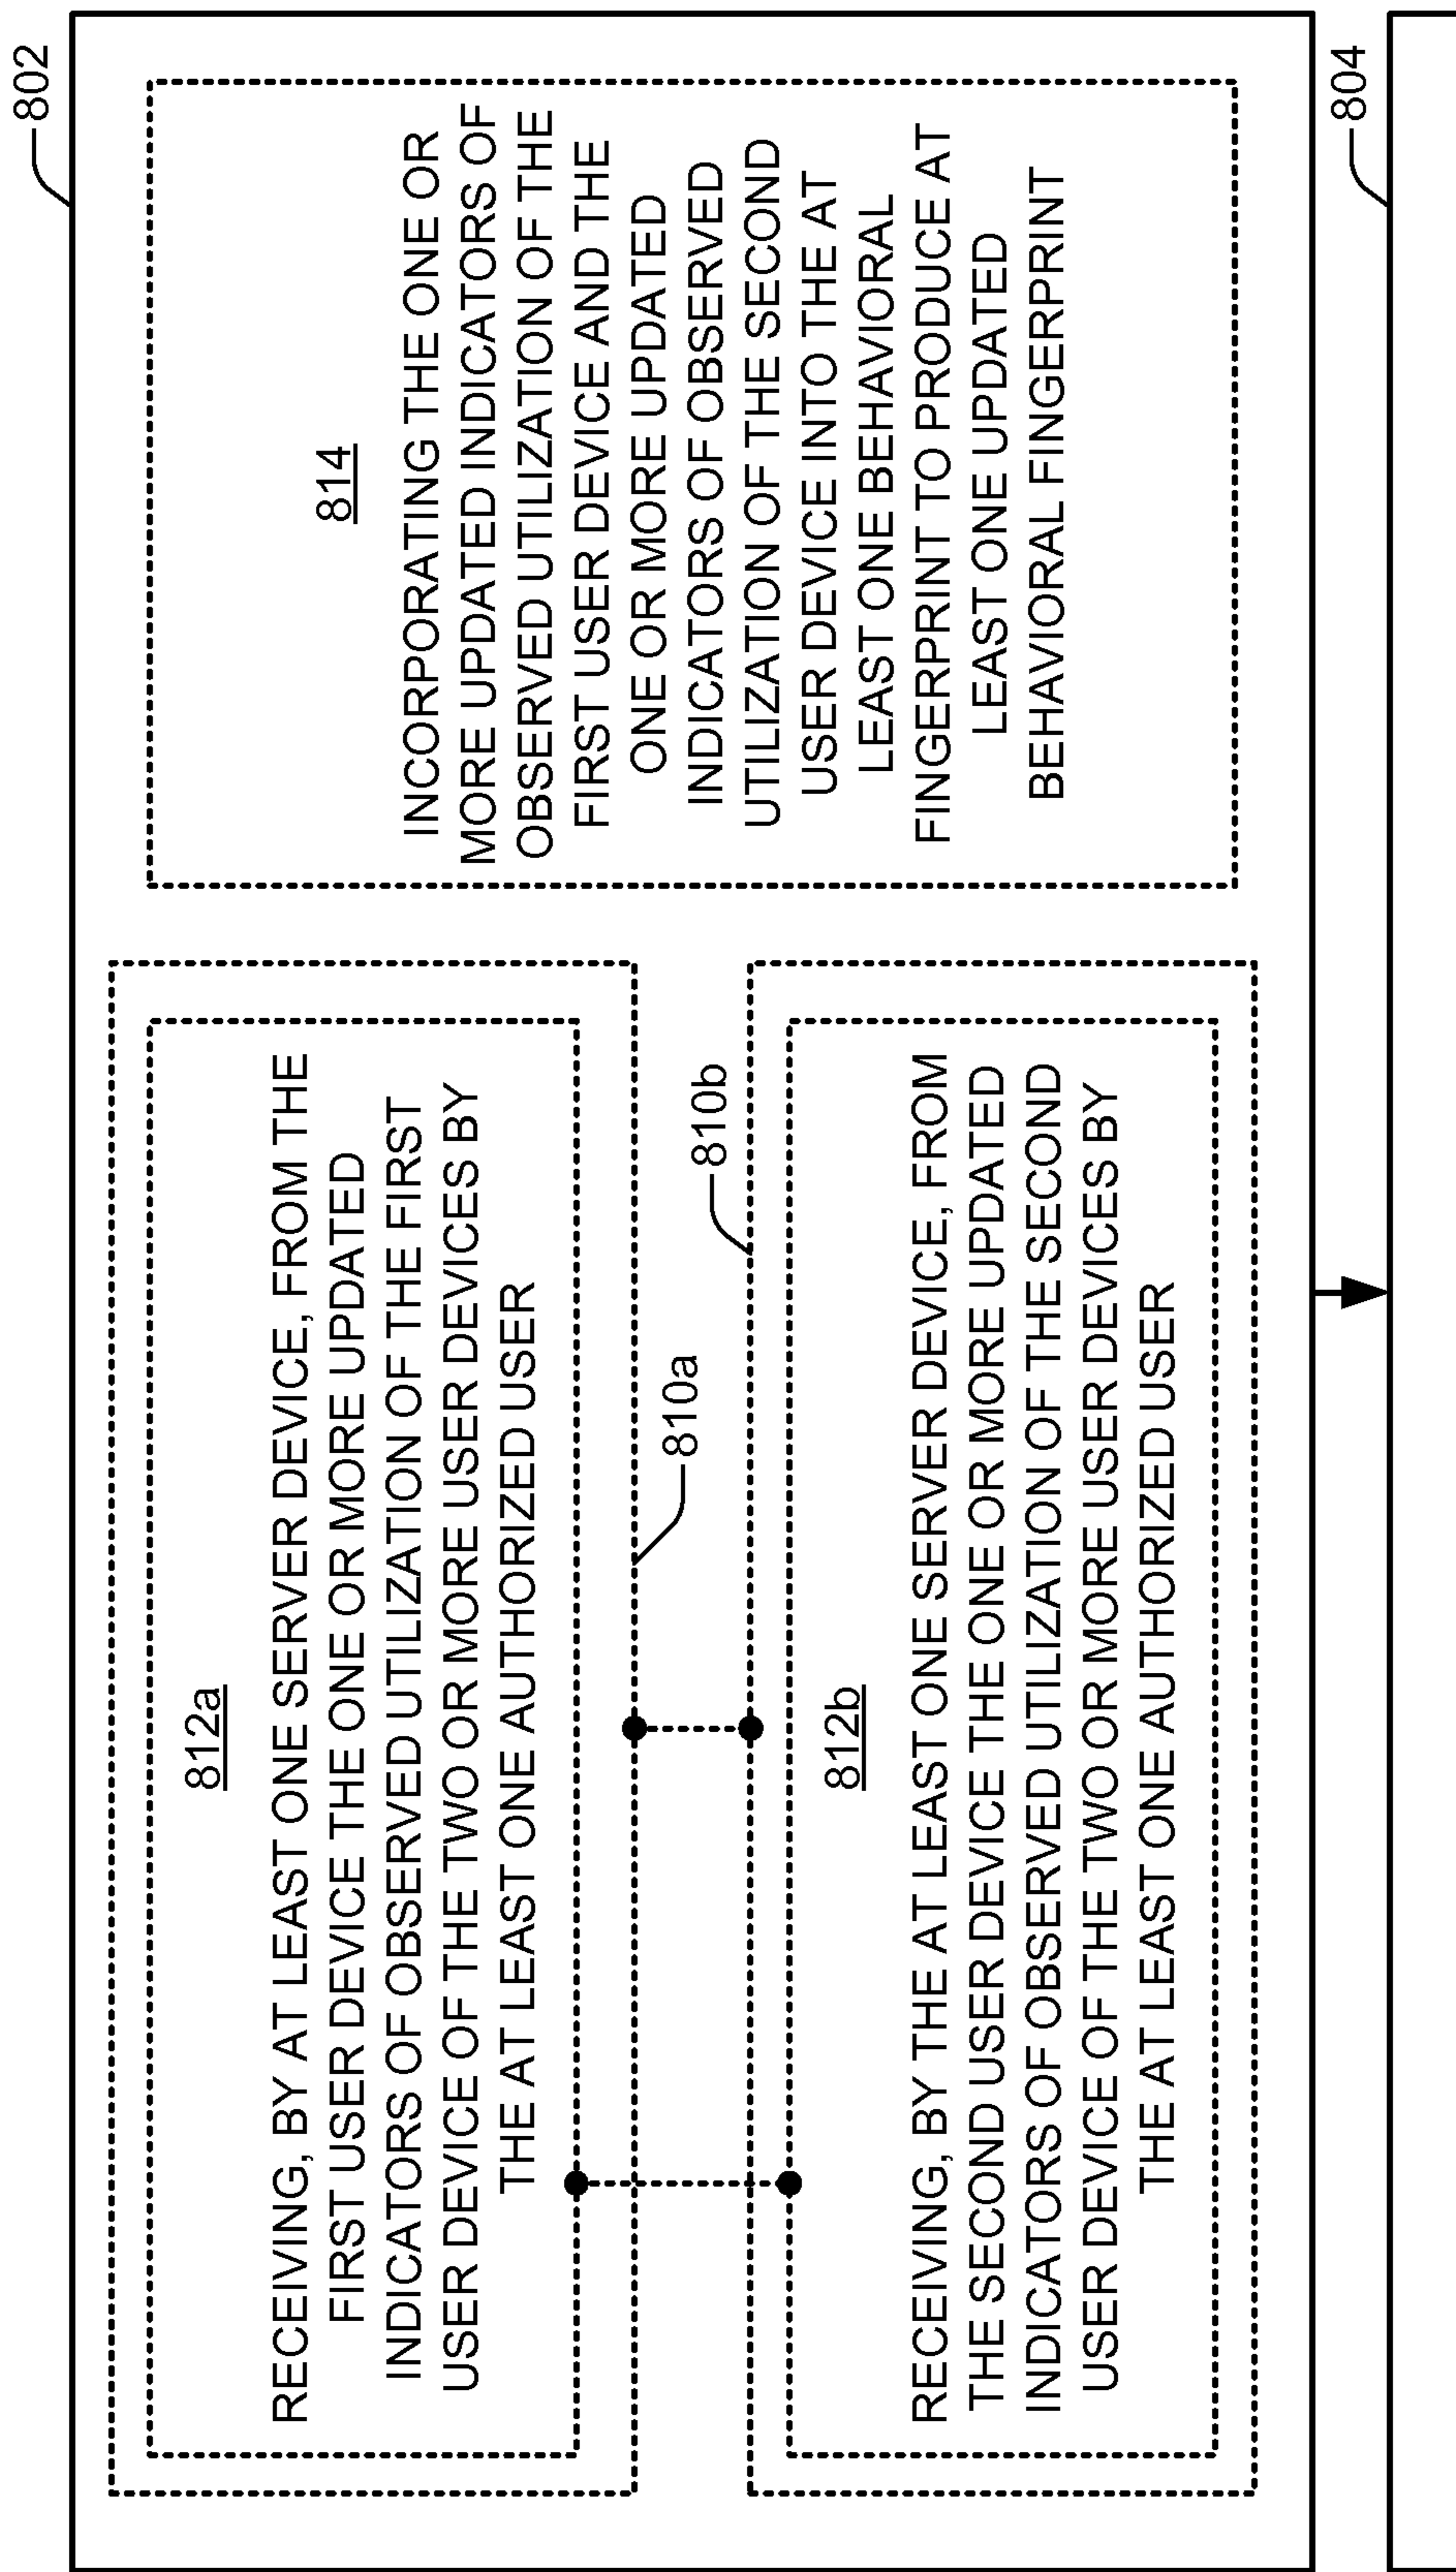 802
812a
RECEIVING, BY AT LEAST ONE SERVER DEVICE, FROM THE
FIRST USER DEVICE THE ONE OR MORE UPDATED
INDICATORS OF OBSERVED UTILIZATION OF THE FIRST
USER DEVICE OF THE TWO OR MORE USER DEVICES BY
THE AT LEAST ONE AUTHORIZED USER
810a
810b
812b
RECEIVING, BY THE AT LEAST ONE SERVER DEVICE, FROM
THE SECOND USER DEVICE THE ONE OR MORE UPDATED
INDICATORS OF OBSERVED UTILIZATION OF THE SECOND
USER DEVICE OF THE TWO OR MORE USER DEVICES BY
THE AT LEAST ONE AUTHORIZED USER
814
INCORPORATING THE ONE OR
MORE UPDATED INDICATORS OF
OBSERVED UTILIZATION OF THE
FIRST USER DEVICE AND THE
ONE OR MORE UPDATED
INDICATORS OF OBSERVED
UTILIZATION OF THE SECOND
USER DEVICE INTO THE AT
LEAST ONE BEHAVIORAL
FINGERPRINT TO PRODUCE AT
LEAST ONE UPDATED
BEHAVIORAL FINGERPRINT
804